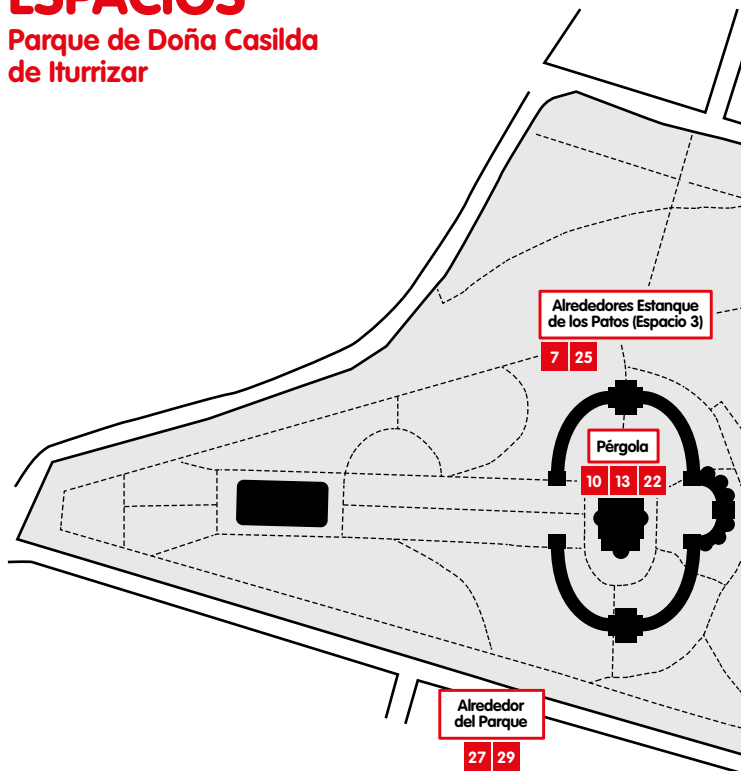 ESPACIOS
Parque de Doña Casilda
de Iturrizar
Alrededores Estanque
de los Patos (Espacio 3)
7 25
Pérgola
10 13 22
Alrededor
del Parque
27 29